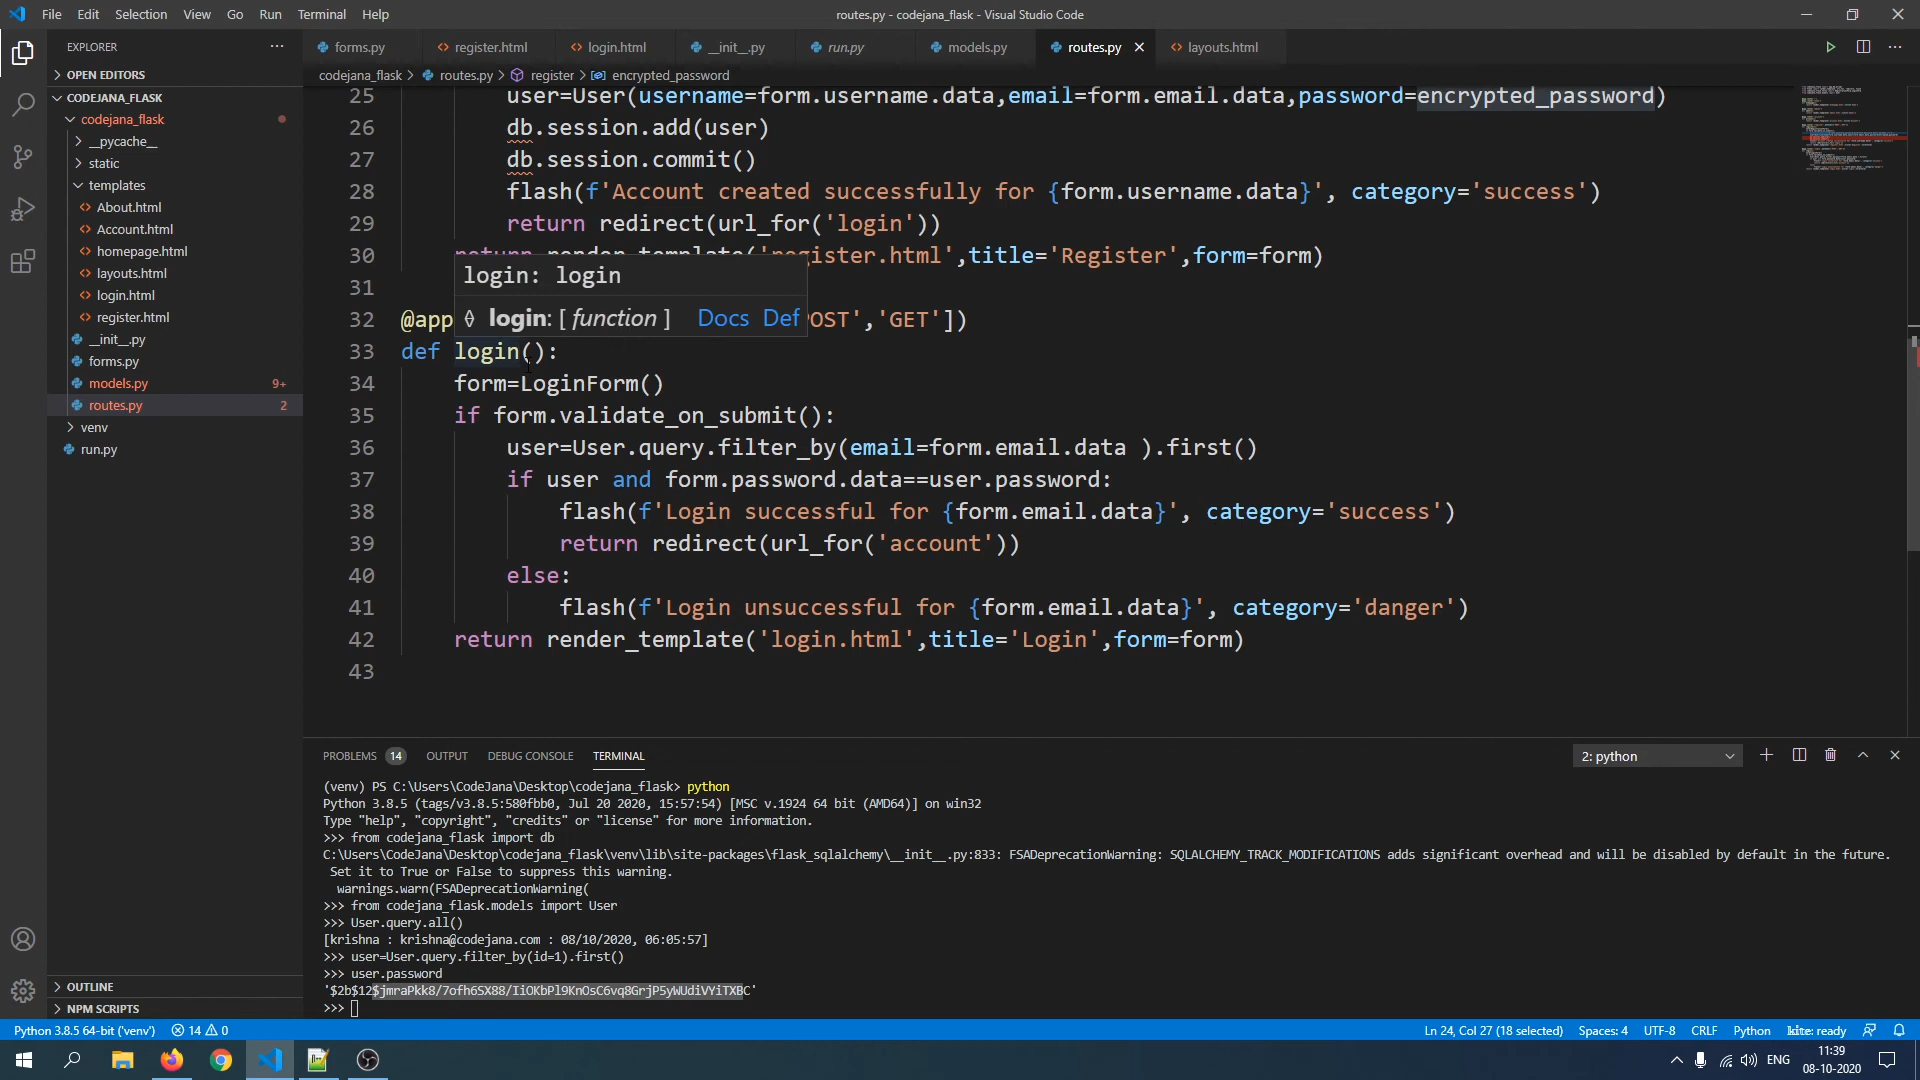 File Edit Selection View Go Run Terminal Help
routes.py - codejana_flask - Visual Studio Code
EXPLORER
forms.py register.html login.html __init__.py run.py models.py routes.py layouts.html
OPEN EDITORS
codejana_flask > routes.py > register > encrypted_password
CODEJANA_FLASK
codejana_flask
__pycache__
static
templates
About.html
Account.html
homepage.html
layouts.html
login.html
register.html
__init__.py
forms.py
models.py 9+
routes.py 2
venv
run.py
OUTLINE
NPM SCRIPTS
25 user=User(username=form.username.data,email=form.email.data,password=encrypted_password)
26 db.session.add(user)
27 db.session.commit()
28 flash(f'Account created successfully for {form.username.data}', category='success')
29 return redirect(url_for('login'))
30 return render_template('register.html',title='Register',form=form)
login: login
31
login: [ function ] Docs Def
32 @app OST','GET'])
33 def login():
34 form=LoginForm()
35 if form.validate_on_submit():
36 user=User.query.filter_by(email=form.email.data ).first()
37 if user and form.password.data==user.password:
38 flash(f'Login successful for {form.email.data}', category='success')
39 return redirect(url_for('account'))
40 else:
41 flash(f'Login unsuccessful for {form.email.data}', category='danger')
42 return render_template('login.html',title='Login',form=form)
43
PROBLEMS 14 OUTPUT DEBUG CONSOLE TERMINAL 2: python
(venv) PS C:\Users\CodeJana\Desktop\codejana_flask> python
Python 3.8.5 (tags/v3.8.5:580fbb0, Jul 20 2020, 15:57:54) [MSC v.1924 64 bit (AMD64)] on win32
Type "help", "copyright", "credits" or "license" for more information.
>>> from codejana_flask import db
C:\Users\CodeJana\Desktop\codejana_flask\venv\lib\site-packages\flask_sqlalchemy\__init__.py:833: FSADeprecationWarning: SQLALCHEMY_TRACK_MODIFICATIONS adds significant overhead and will be disabled by default in the future.
Set it to True or False to suppress this warning.
warnings.warn(FSADeprecationWarning(
>>> from codejana_flask.models import User
>>> User.query.all()
[krishna : krishna@codejana.com : 08/10/2020, 06:05:57]
>>> user=User.query.filter_by(id=1).first()
>>> user.password
'$2b$12$jmraPkk8/7ofh6SX88/IiOKbPl9KnOsC6vq8GrjP5yWUdiVYiTXBC'
>>>
Python 3.8.5 64-bit ('venv') 14 0 Ln 24, Col 27 (18 selected) Spaces: 4 UTF-8 CRLF Python kite: ready
ENG
11:39
08-10-2020